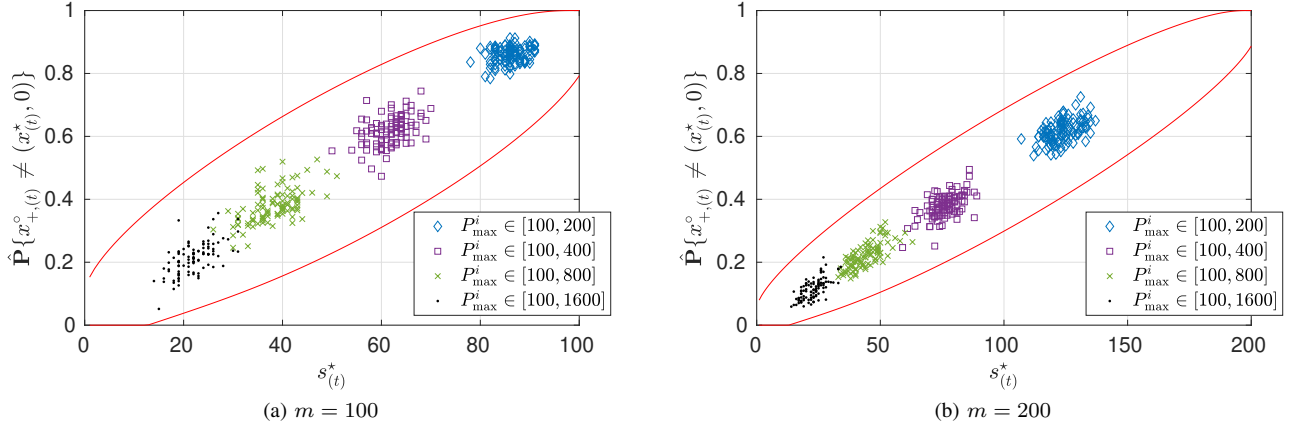 1
0.8
0.6
0.4
0.2
0
0 20 40 60 80 100
P̂{x°₊,₍t₎ ≠ (x⋆₍t₎, 0)}
s⋆₍t₎
P^i_max ∈ [100, 200]
P^i_max ∈ [100, 400]
P^i_max ∈ [100, 800]
P^i_max ∈ [100, 1600]
(a) m = 100
1
0.8
0.6
0.4
0.2
0
0 50 100 150 200
P̂{x°₊,₍t₎ ≠ (x⋆₍t₎, 0)}
s⋆₍t₎
P^i_max ∈ [100, 200]
P^i_max ∈ [100, 400]
P^i_max ∈ [100, 800]
P^i_max ∈ [100, 1600]
(b) m = 200